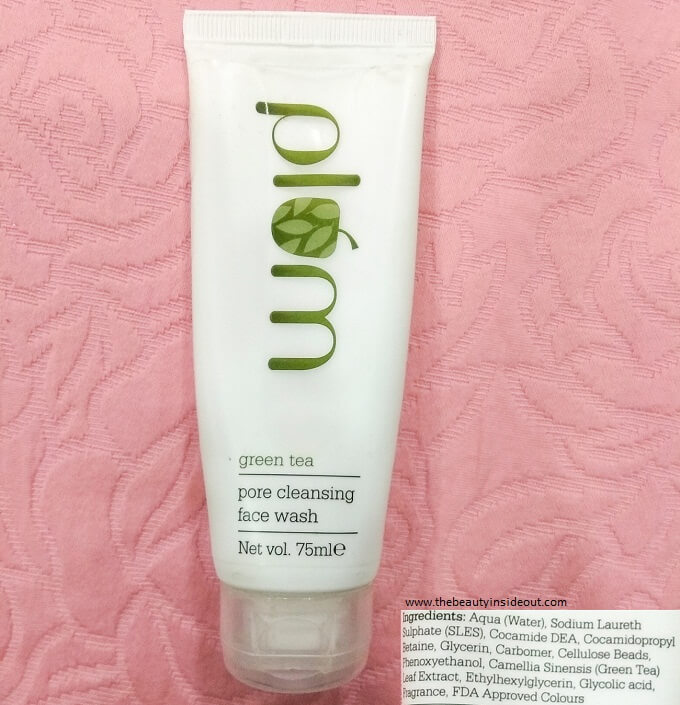 plum
green tea
pore cleansing
face wash
Net vol. 75ml℮
www.thebeautyinsideout.com
Ingredients: Aqua (Water), Sodium Laureth
Sulphate (SLES), Cocamide DEA, Cocamidopropyl
Betaine, Glycerin, Carbomer, Cellulose Beads,
Phenoxyethanol, Camellia Sinensis (Green Tea)
Leaf Extract, Ethylhexylglycerin, Glycolic acid,
Fragrance, FDA Approved Colours